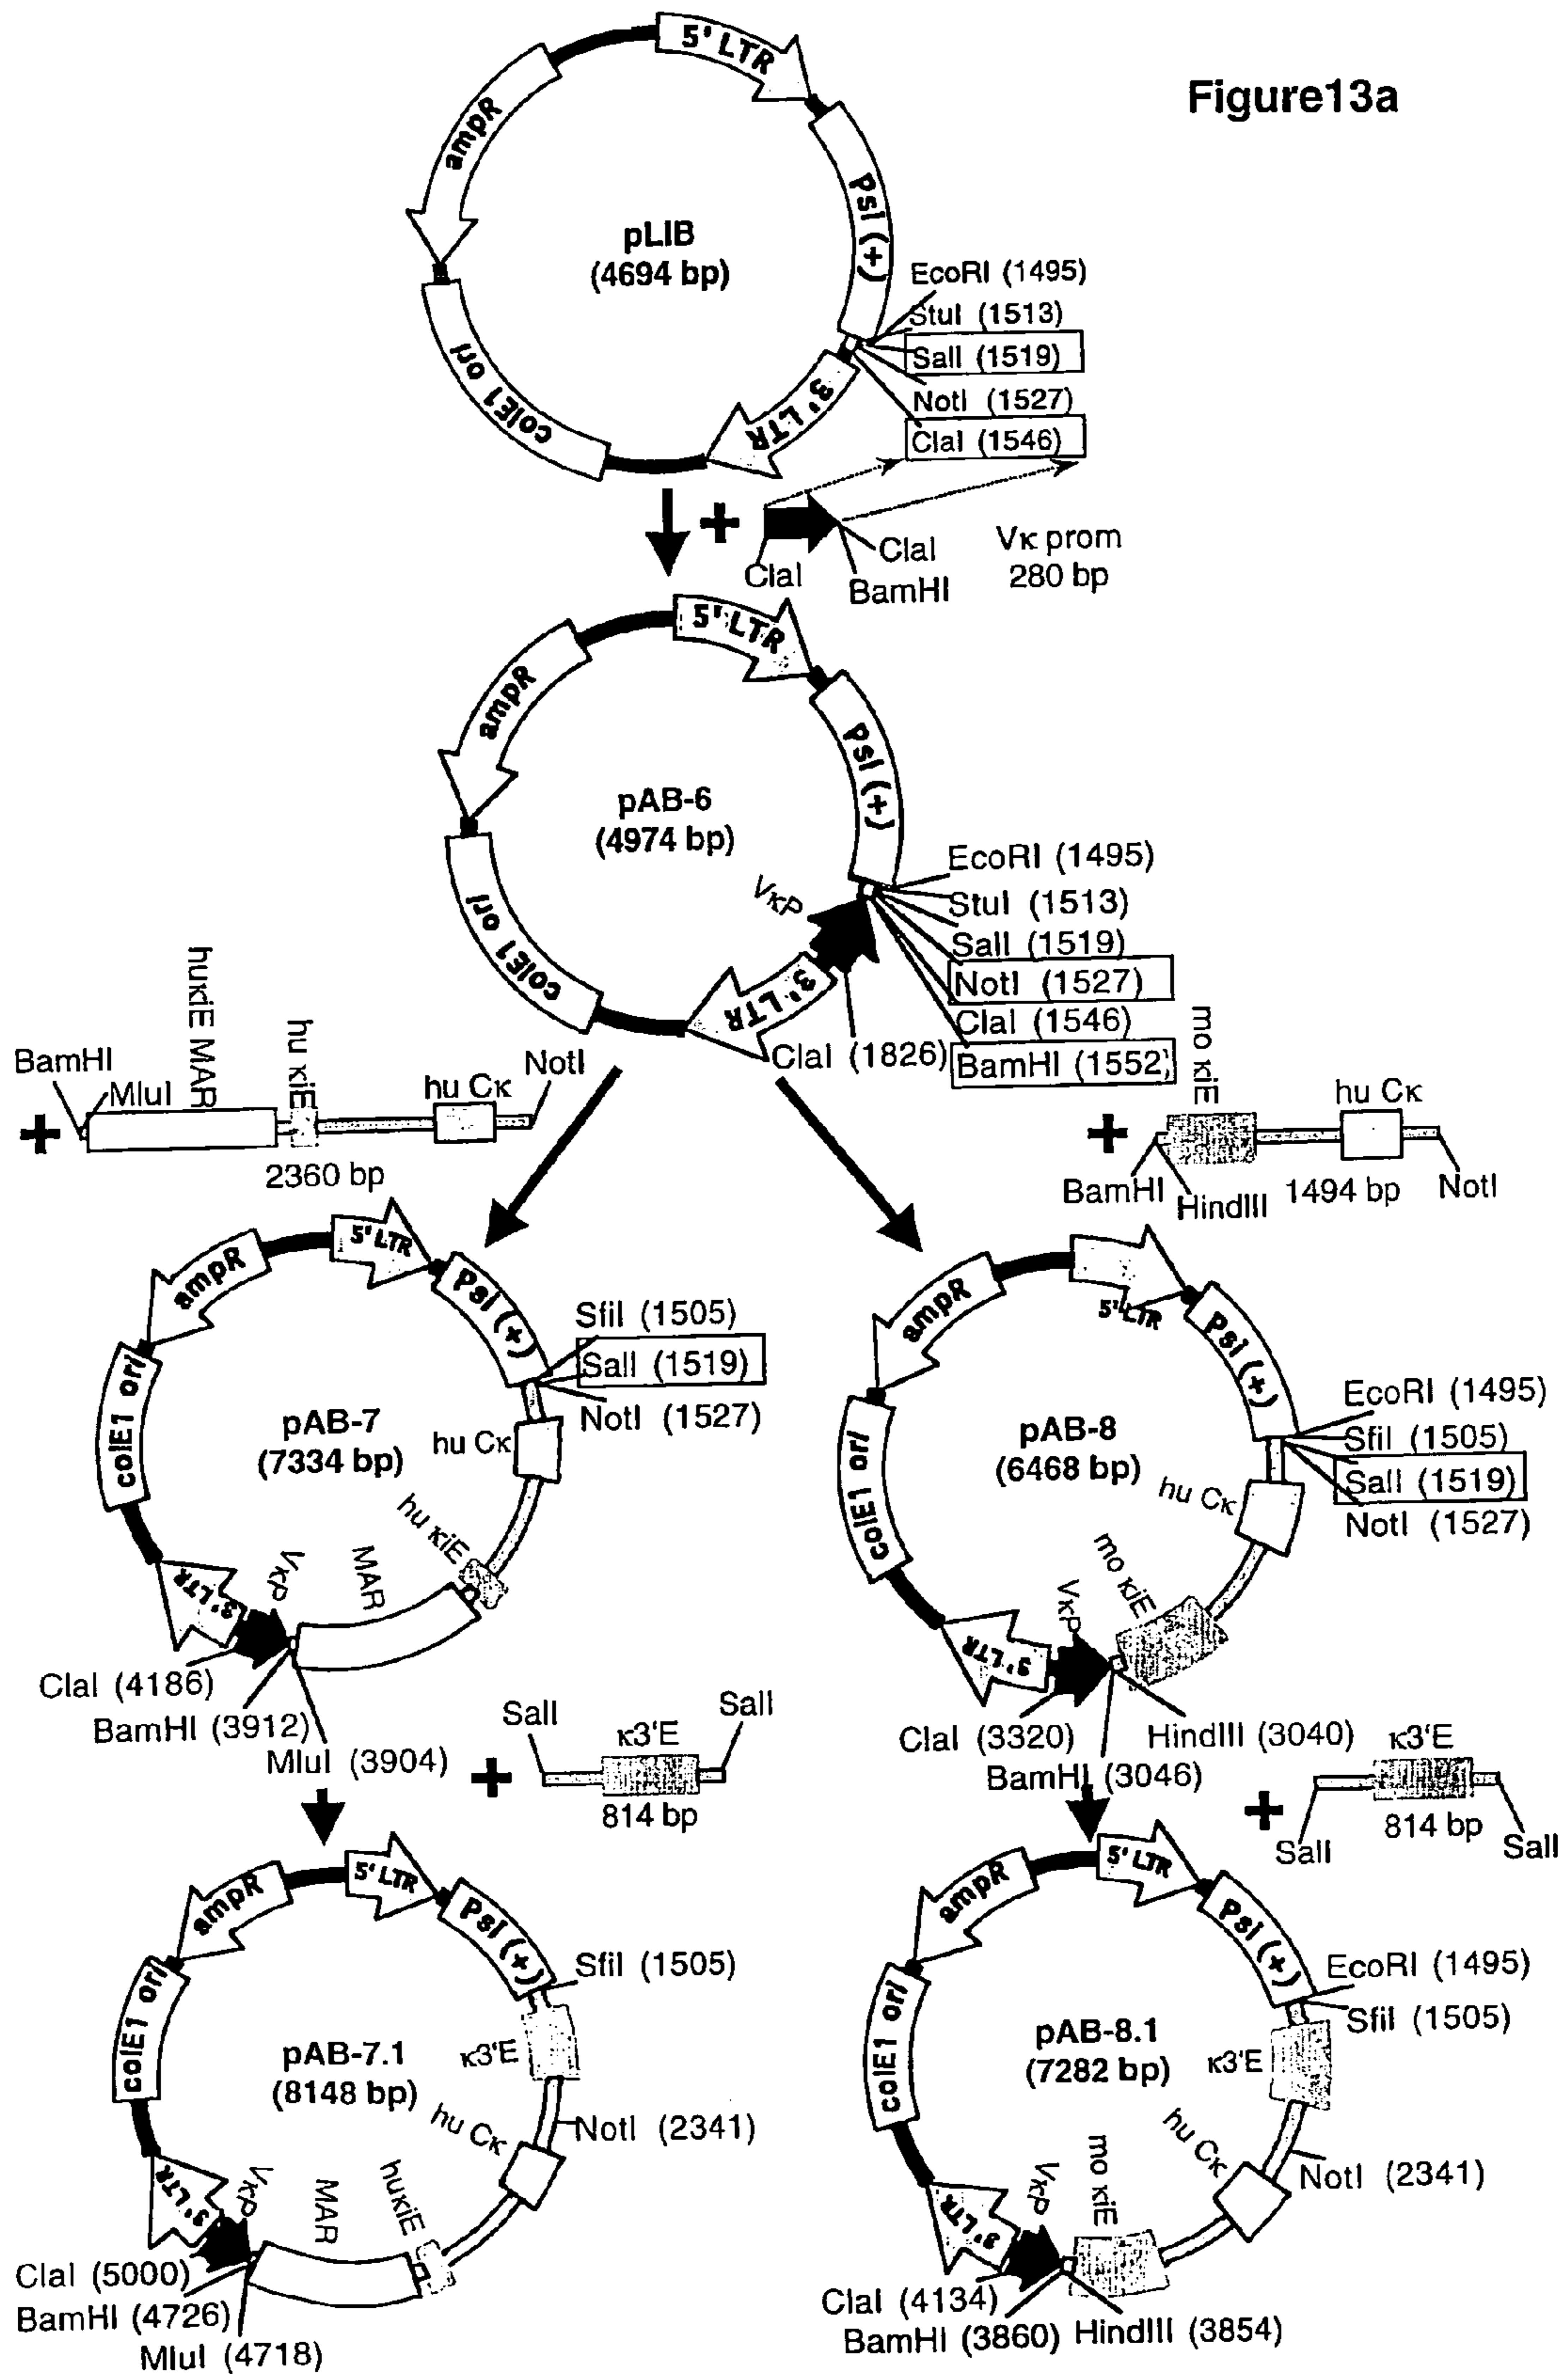 Figure13a
5' LTR
ampR
Psi (+)
pLIB
(4694 bp)
EcoRI (1495)
StuI (1513)
SalI (1519)
NotI (1527)
ClaI (1546)
3' LTR
colE1 ori
+
ClaI
ClaI
BamHI
Vκ prom
280 bp
5' LTR
ampR
Psi (+)
pAB-6
(4974 bp)
VκP
EcoRI (1495)
StuI (1513)
SalI (1519)
NotI (1527)
ClaI (1546)
BamHI (1552)
ClaI (1826)
3' LTR
colE1 ori
BamHI
MluI
huκiE MAR
hu κiE
hu Cκ
NotI
+
2360 bp
mo κiE
hu Cκ
+
BamHI
HindIII
1494 bp
NotI
5' LTR
ampR
Psi (+)
SfiI (1505)
SalI (1519)
NotI (1527)
pAB-7
(7334 bp)
hu Cκ
hu κiE
MAR
VκP
3' LTR
colE1 ori
ClaI (4186)
BamHI (3912)
MluI (3904)
5' LTR
ampR
Psi (+)
EcoRI (1495)
SfiI (1505)
SalI (1519)
NotI (1527)
pAB-8
(6468 bp)
hu Cκ
mo κiE
VκP
3' LTR
colE1 ori
ClaI (3320)
HindIII (3040)
BamHI (3046)
+
SalI
κ3'E
SalI
814 bp
+
κ3'E
814 bp
SalI
SalI
5' LTR
ampR
Psi (+)
SfiI (1505)
pAB-7.1
(8148 bp)
κ3'E
NotI (2341)
hu Cκ
huκiE
MAR
VκP
3' LTR
colE1 ori
ClaI (5000)
BamHI (4726)
MluI (4718)
5' LTR
ampR
Psi (+)
EcoRI (1495)
SfiI (1505)
pAB-8.1
(7282 bp)
κ3'E
NotI (2341)
hu Cκ
mo κiE
VκP
3' LTR
colE1 ori
ClaI (4134)
BamHI (3860)
HindIII (3854)